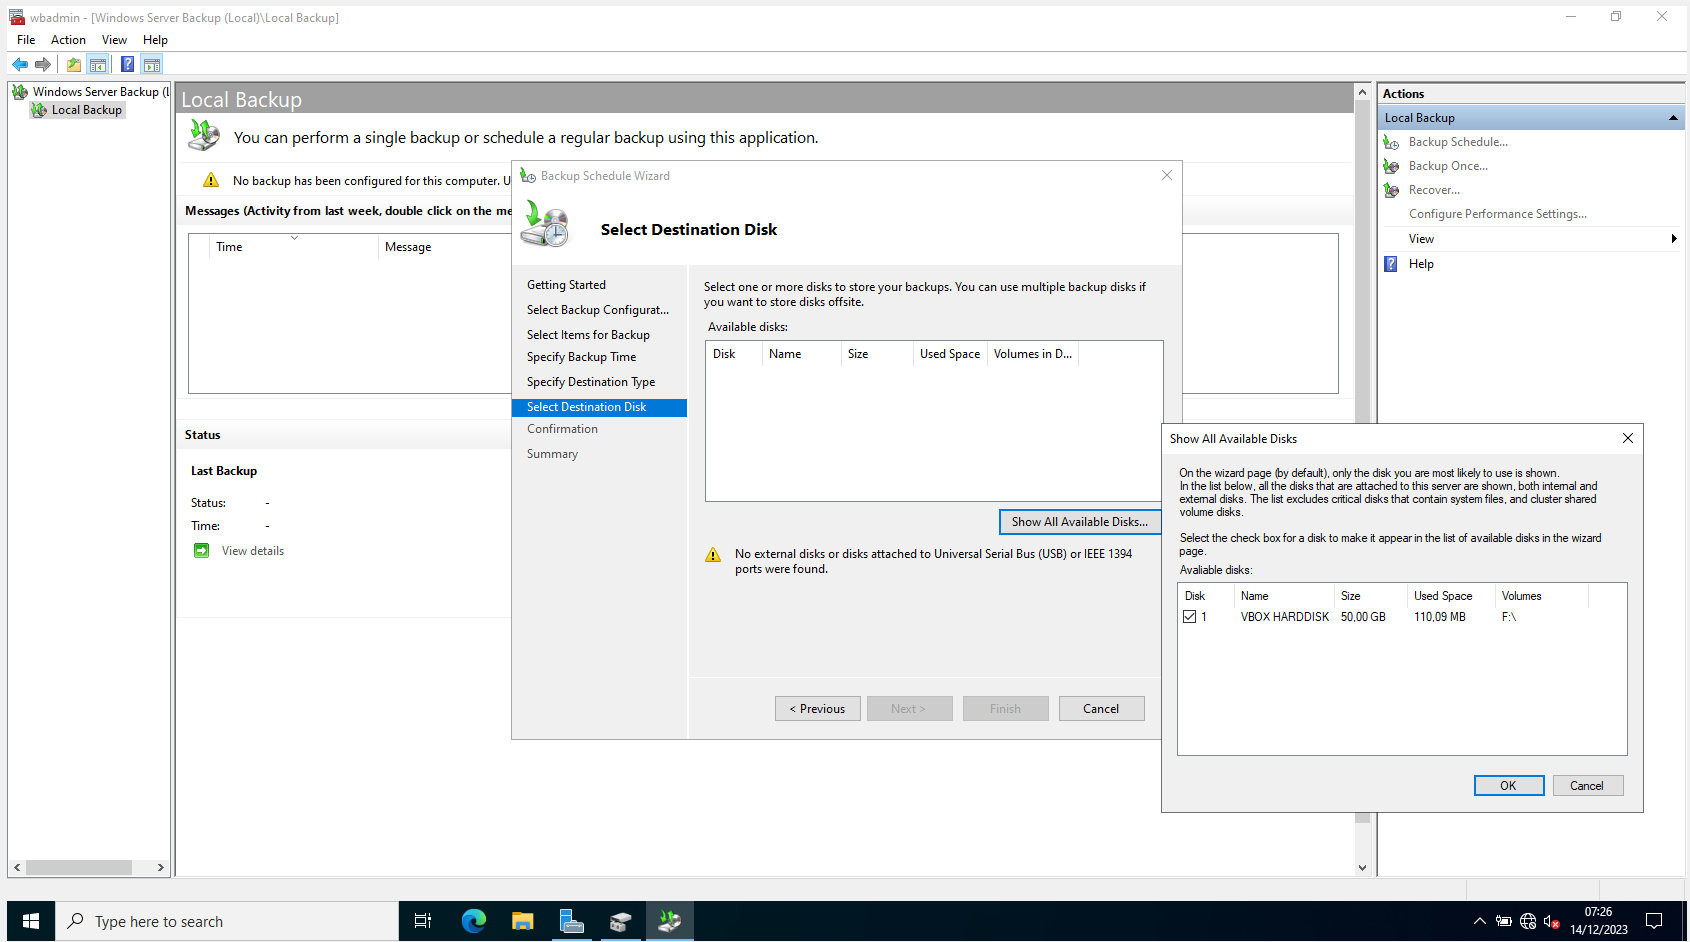 wbadmin - [Windows Server Backup (Local)\Local Backup]
File Action View Help
Windows Server Backup (L
Local Backup
Local Backup
You can perform a single backup or schedule a regular backup using this application.
No backup has been configured for this computer. U
Messages (Activity from last week, double click on the me
Time Message
Status
Last Backup
Status: -
Time: -
View details
Backup Schedule Wizard
Select Destination Disk
Getting Started
Select Backup Configurat...
Select Items for Backup
Specify Backup Time
Specify Destination Type
Select Destination Disk
Confirmation
Summary
Select one or more disks to store your backups. You can use multiple backup disks if
you want to store disks offsite.
Available disks:
Disk Name Size Used Space Volumes in D...
Show All Available Disks...
No external disks or disks attached to Universal Serial Bus (USB) or IEEE 1394
ports were found.
< Previous Next > Finish Cancel
Show All Available Disks
On the wizard page (by default), only the disk you are most likely to use is shown.
In the list below, all the disks that are attached to this server are shown, both internal and
external disks. The list excludes critical disks that contain system files, and cluster shared
volume disks.
Select the check box for a disk to make it appear in the list of available disks in the wizard
page.
Available disks:
Disk Name Size Used Space Volumes
1 VBOX HARDDISK 50,00 GB 110,09 MB F:\
OK Cancel
Actions
Local Backup
Backup Schedule...
Backup Once...
Recover...
Configure Performance Settings...
View
Help
Type here to search
07:26
14/12/2023